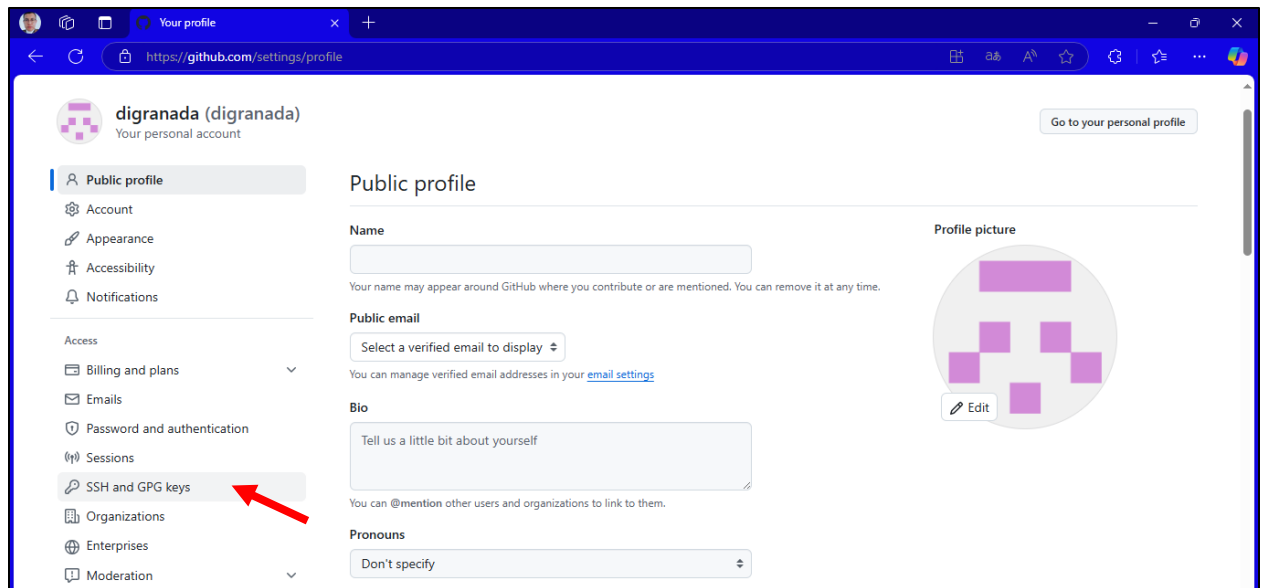 Your profile
https://github.com/settings/profile
digranada (digranada)
Your personal account
Go to your personal profile
Public profile
Account
Appearance
Accessibility
Notifications
Access
Billing and plans
Emails
Password and authentication
Sessions
SSH and GPG keys
Organizations
Enterprises
Moderation
Public profile
Name
Your name may appear around GitHub where you contribute or are mentioned. You can remove it at any time.
Public email
Select a verified email to display
You can manage verified email addresses in your email settings
Bio
Tell us a little bit about yourself
You can @mention other users and organizations to link to them.
Pronouns
Don't specify
Profile picture
Edit